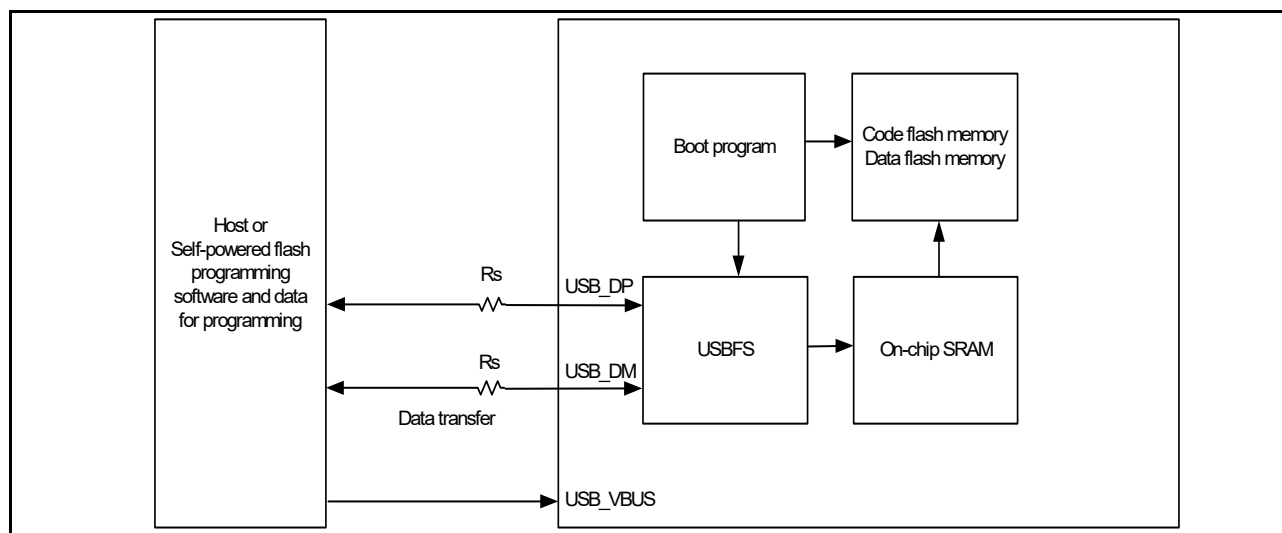 Host or
Self-powered flash
programming
software and data
for programming
Rs
Rs
Data transfer
USB_DP
USB_DM
USB_VBUS
Boot program
Code flash memory
Data flash memory
USBFS
On-chip SRAM